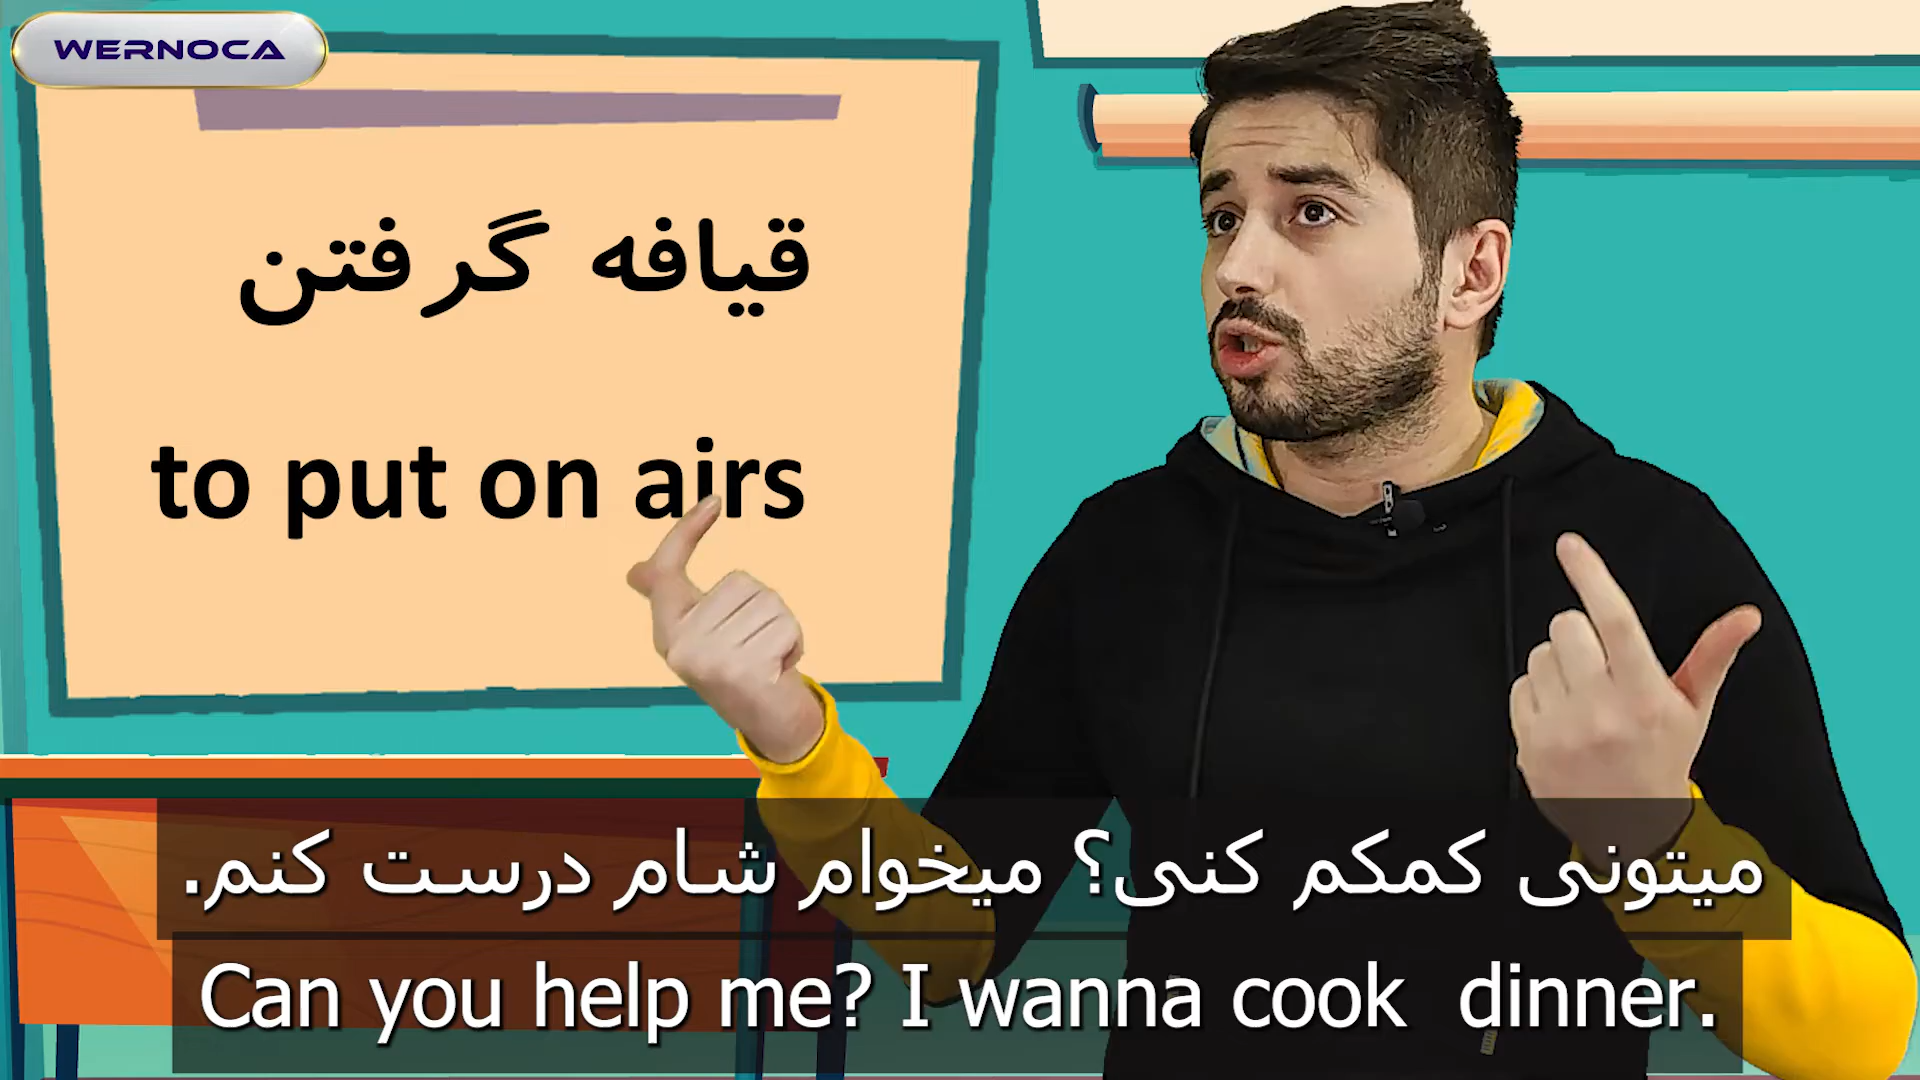 WERNOCA
قیافه گرفتن
to put on airs
میتونی کمکم کنی؟ میخوام شام درست کنم.
Can you help me? I wanna cook dinner.